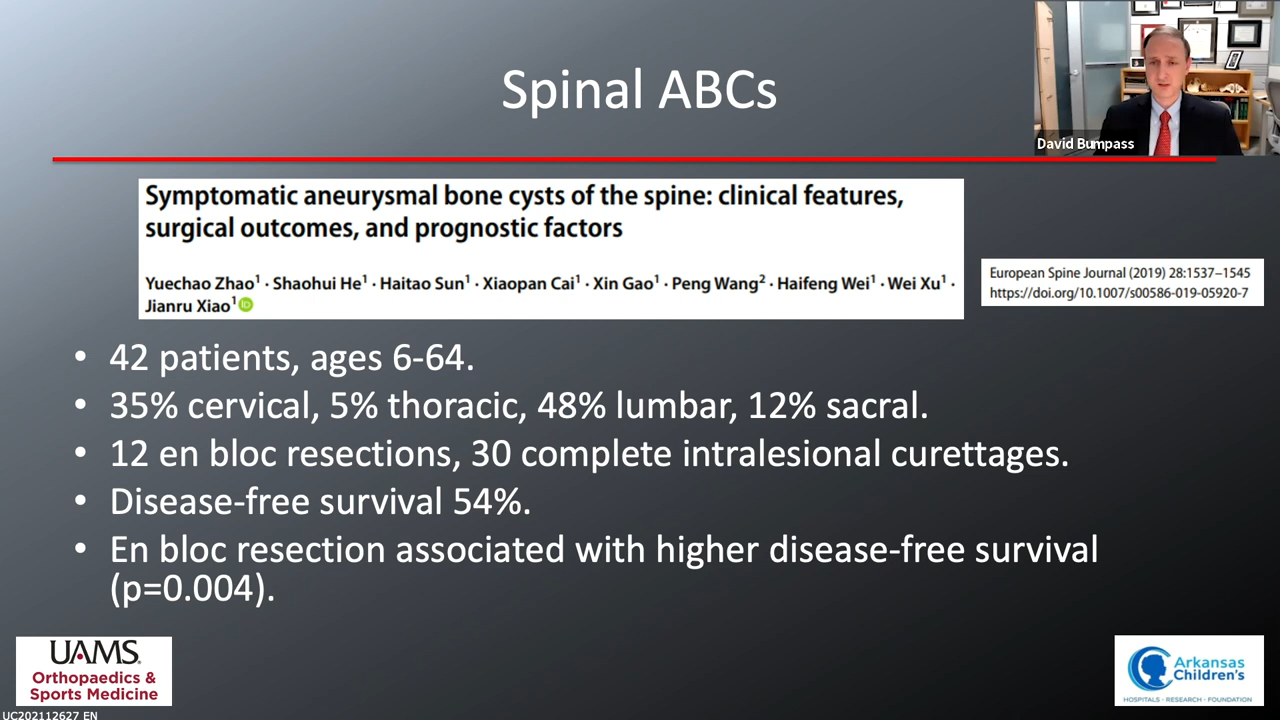 Spinal ABCs
David Bumpass
Symptomatic aneurysmal bone cysts of the spine: clinical features,
surgical outcomes, and prognostic factors
Yuechao Zhao¹ · Shaohui He¹ · Haitao Sun¹ · Xiaopan Cai¹ · Xin Gao¹ · Peng Wang² · Haifeng Wei¹ · Wei Xu¹ ·
Jianru Xiao¹ iD
European Spine Journal (2019) 28:1537–1545
https://doi.org/10.1007/s00586-019-05920-7
• 42 patients, ages 6-64.
• 35% cervical, 5% thoracic, 48% lumbar, 12% sacral.
• 12 en bloc resections, 30 complete intralesional curettages.
• Disease-free survival 54%.
• En bloc resection associated with higher disease-free survival
(p=0.004).
UAMS.
Orthopaedics &
Sports Medicine
UC202112627_EN
Arkansas
Children's
HOSPITALS · RESEARCH · FOUNDATION